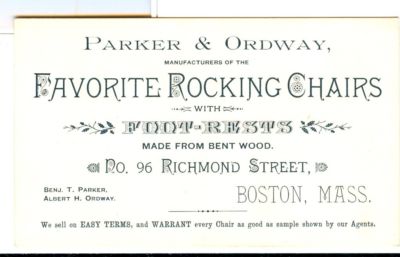 PARKER & ORDWAY,
MANUFACTURERS OF THE
FAVORITE ROCKING CHAIRS
WITH
FOOT-RESTS
MADE FROM BENT WOOD.
NO. 96 RICHMOND STREET,
BENJ. T. PARKER,
ALBERT H. ORDWAY.
BOSTON, MASS.
We sell on EASY TERMS, and WARRANT every Chair as good as sample shown by our Agents.